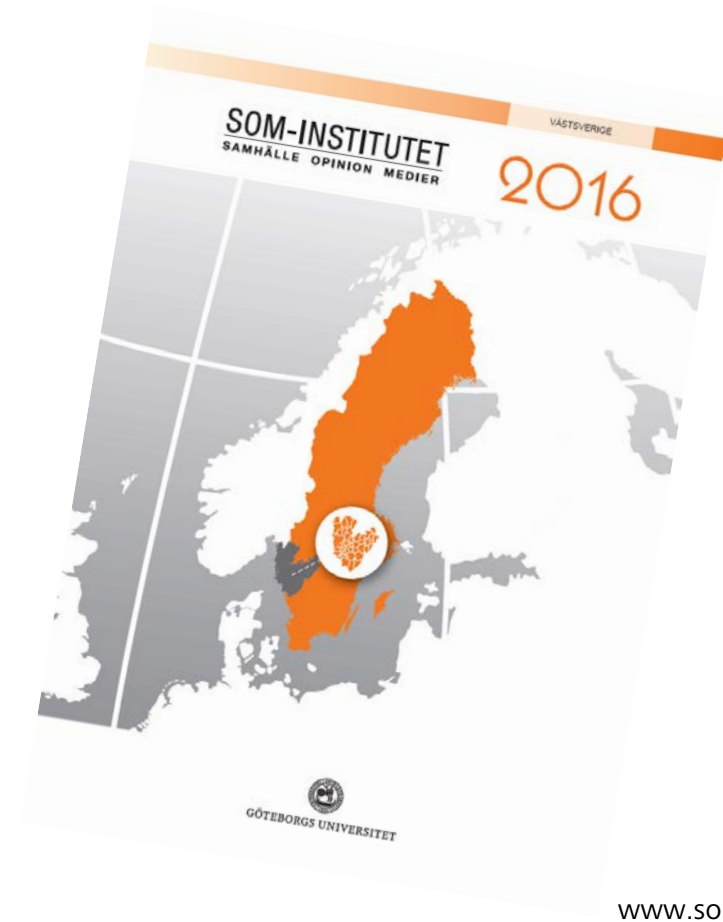 VÄSTSVERIGE
SOM-INSTITUTET
SAMHÄLLE OPINION MEDIER
2016
GÖTEBORGS UNIVERSITET
www.so